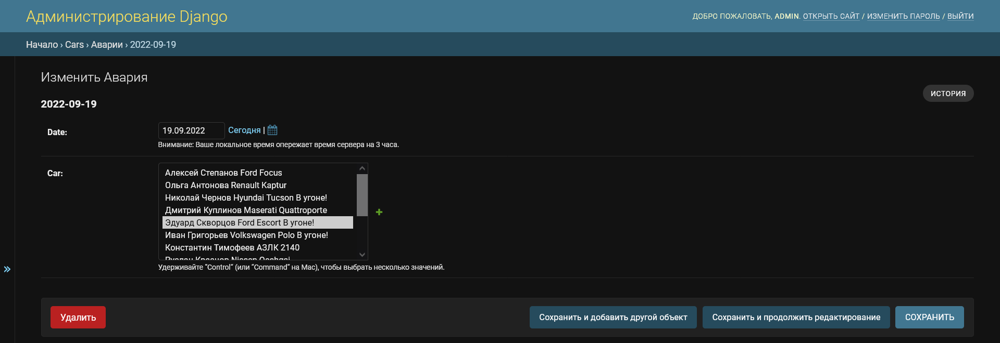 Администрирование Django
ДОБРО ПОЖАЛОВАТЬ, ADMIN. ОТКРЫТЬ САЙТ / ИЗМЕНИТЬ ПАРОЛЬ / ВЫЙТИ
Начало › Cars › Аварии › 2022-09-19
Изменить Авария
ИСТОРИЯ
2022-09-19
Date:
19.09.2022 Сегодня |
Внимание: Ваше локальное время опережает время сервера на 3 часа.
Car:
Алексей Степанов Ford Focus
Ольга Антонова Renault Kaptur
Николай Чернов Hyundai Tucson В угоне!
Дмитрий Куплинов Maserati Quattroporte
Эдуард Скворцов Ford Escort В угоне!
Иван Григорьев Volkswagen Polo В угоне!
Константин Тимофеев АЗЛК 2140
Удерживайте “Control“ (или “Command“ на Mac), чтобы выбрать несколько значений.
»
Удалить
Сохранить и добавить другой объект
Сохранить и продолжить редактирование
СОХРАНИТЬ